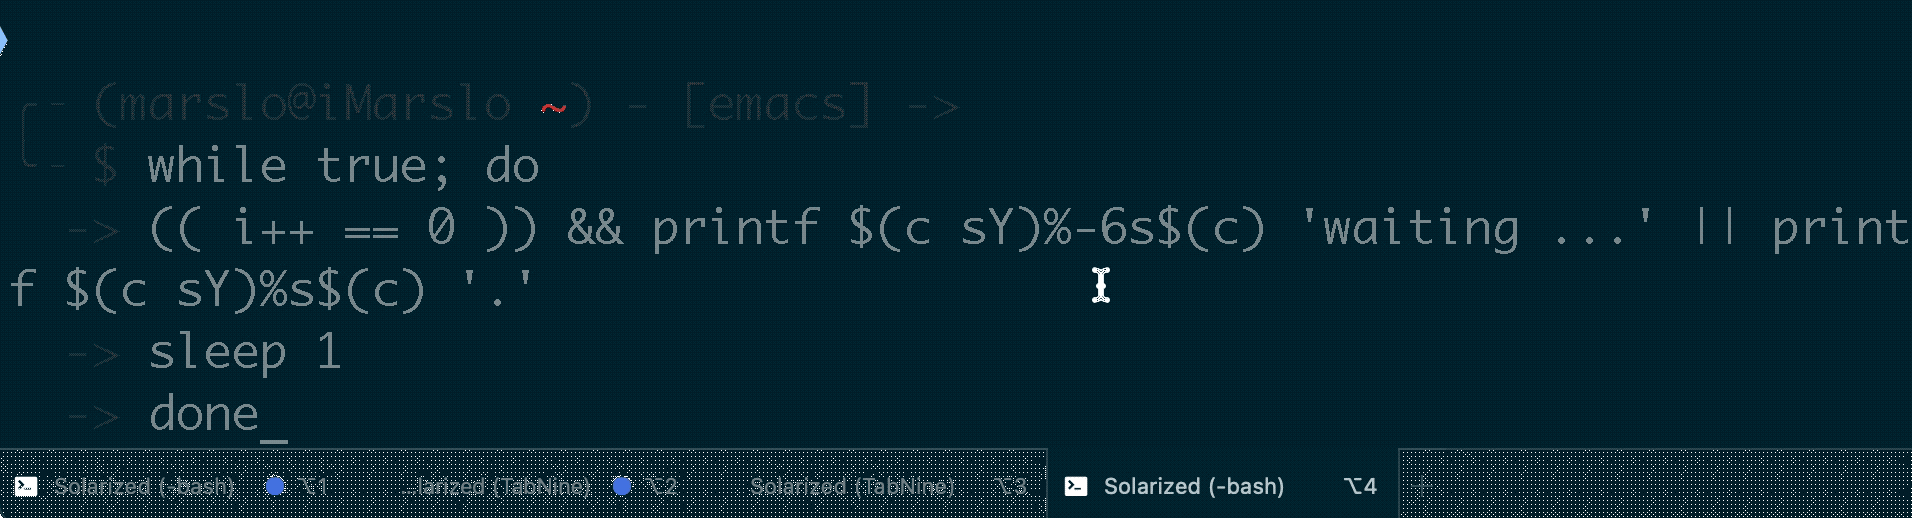 (marslo@iMarslo ~) - [emacs] ->
$ while true; do
-> (( i++ == 0 )) && printf $(c sY)%-6s$(c) 'waiting ...' || print
f $(c sY)%s$(c) '.'
-> sleep 1
-> done_
Solarized (-bash) ⌥1 ...larized (TabNine) ⌥2 Solarized (TabNine) ⌥3 Solarized (-bash) ⌥4 +